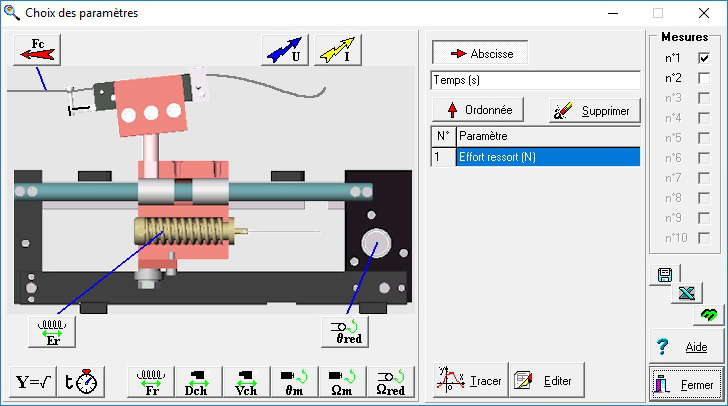 Choix des paramètres
Fc
U
I
Er
θred
Y=√
t
Fr
Dch
Vch
θm
Ωm
Ωred
Abscisse
Temps (s)
Ordonnée
Supprimer
N° Paramètre
1 Effort ressort (N)
Tracer
Editer
Mesures
n°1
n°2
n°3
n°4
n°5
n°6
n°7
n°8
n°9
n°10
Aide
Fermer